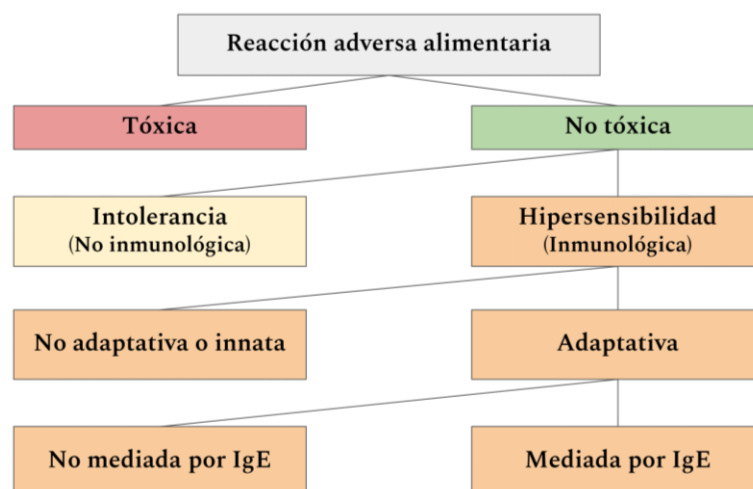 Reacción adversa alimentaria
Tóxica
No tóxica
Intolerancia
(No inmunológica)
Hipersensibilidad
(Inmunológica)
No adaptativa o innata
Adaptativa
No mediada por IgE
Mediada por IgE